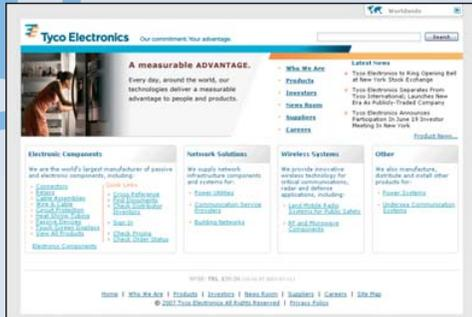 Worldwide
Tyco Electronics
Our commitment. Your advantage.
Search
A measurable ADVANTAGE.
Every day, around the world, our
technologies deliver a measurable
advantage to people and products.
Who We Are
Products
Investors
News Room
Suppliers
Careers
Latest News
Tyco Electronics to Ring Opening Bell
at New York Stock Exchange
Tyco Electronics Separates From
Tyco International; Launches New
Era As Publicly-Traded Company
Tyco Electronics Announces
Participation In June 19 Investor
Meeting In New York
Product News...
Electronic Components
We are the world's largest manufacturer of passive
and electronic components, including:
Connectors
Relays
Cable Assemblies
Wire & Cable
Circuit Protection
Heat Shrink Tubing
Passive Devices
Touch Screen Displays
View All Products
Electronic Components
Quick Links
Cross Reference
Find Documents
Check Distributor
Inventory
Sign In
Check Pricing
Check Order Status
Network Solutions
We supply network
infrastructure components
and systems for:
Power Utilities
Communication Service
Providers
Building Networks
Wireless Systems
We provide innovative
wireless technology for
critical communications,
radar and defense
applications, including:
Land Mobile Radio
Systems for Public Safety
RF and Microwave
Components
Other
We also manufacture,
distribute and install other
products for:
Power Systems
Undersea Communication
Systems
NYSE: TEL
Home | Who We Are | Products | Investors | News Room | Suppliers | Careers | Site Map
© 2007 Tyco Electronics All Rights Reserved | Privacy Policy